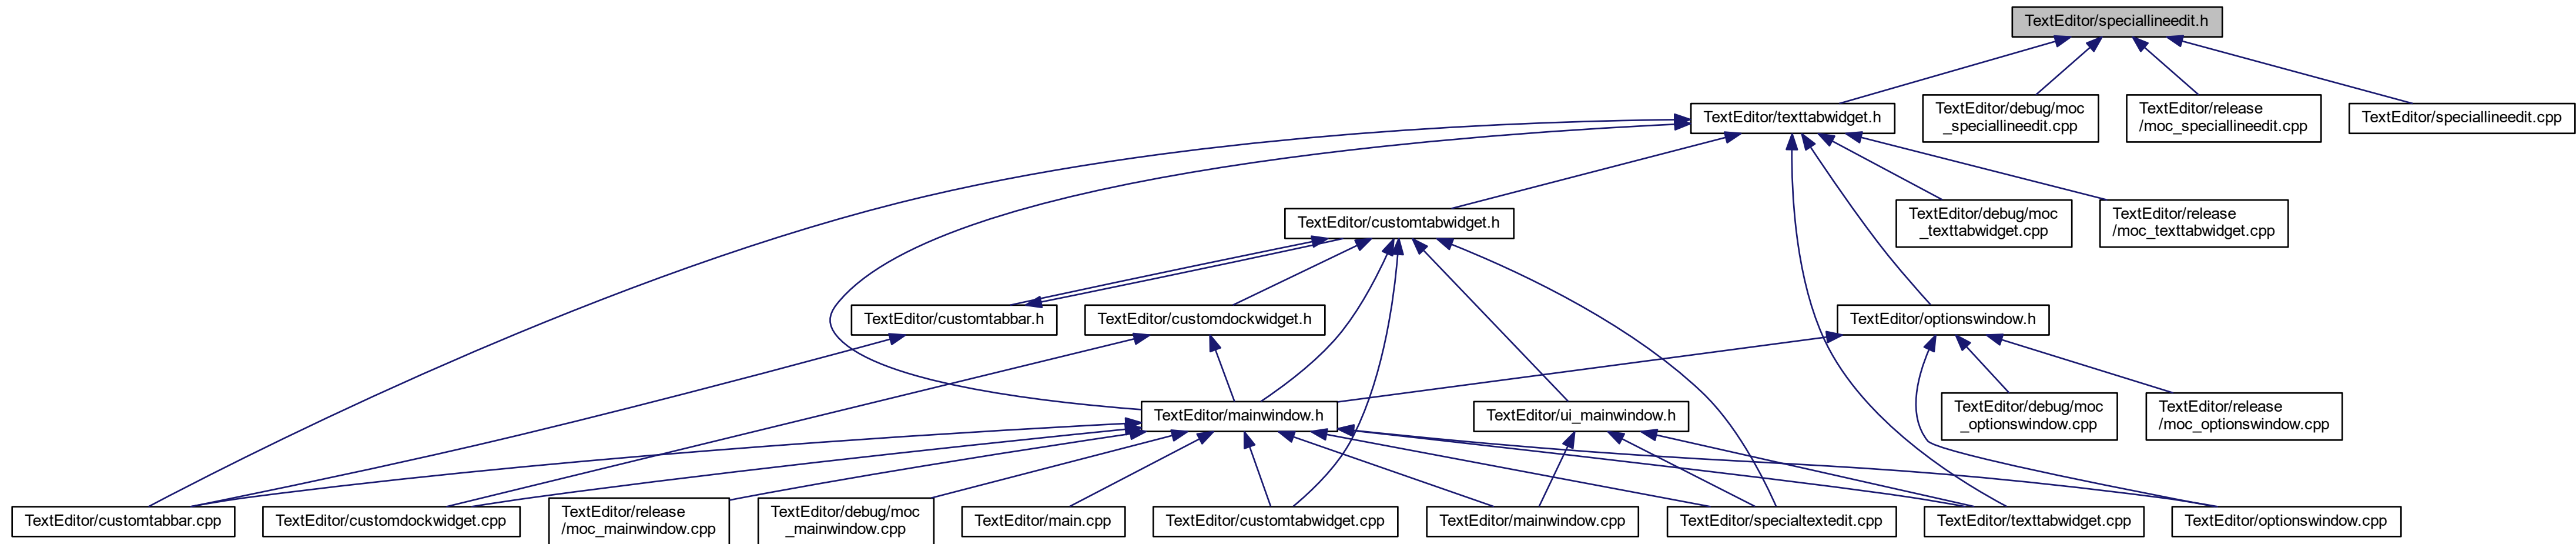 TextEditor/speciallineedit.h
TextEditor/texttabwidget.h
TextEditor/debug/moc
_speciallineedit.cpp
TextEditor/release
/moc_speciallineedit.cpp
TextEditor/speciallineedit.cpp
TextEditor/customtabwidget.h
TextEditor/debug/moc
_texttabwidget.cpp
TextEditor/release
/moc_texttabwidget.cpp
TextEditor/customtabbar.h
TextEditor/customdockwidget.h
TextEditor/optionswindow.h
TextEditor/mainwindow.h
TextEditor/ui_mainwindow.h
TextEditor/debug/moc
_optionswindow.cpp
TextEditor/release
/moc_optionswindow.cpp
TextEditor/customtabbar.cpp
TextEditor/customdockwidget.cpp
TextEditor/release
/moc_mainwindow.cpp
TextEditor/debug/moc
_mainwindow.cpp
TextEditor/main.cpp
TextEditor/customtabwidget.cpp
TextEditor/mainwindow.cpp
TextEditor/specialtextedit.cpp
TextEditor/texttabwidget.cpp
TextEditor/optionswindow.cpp